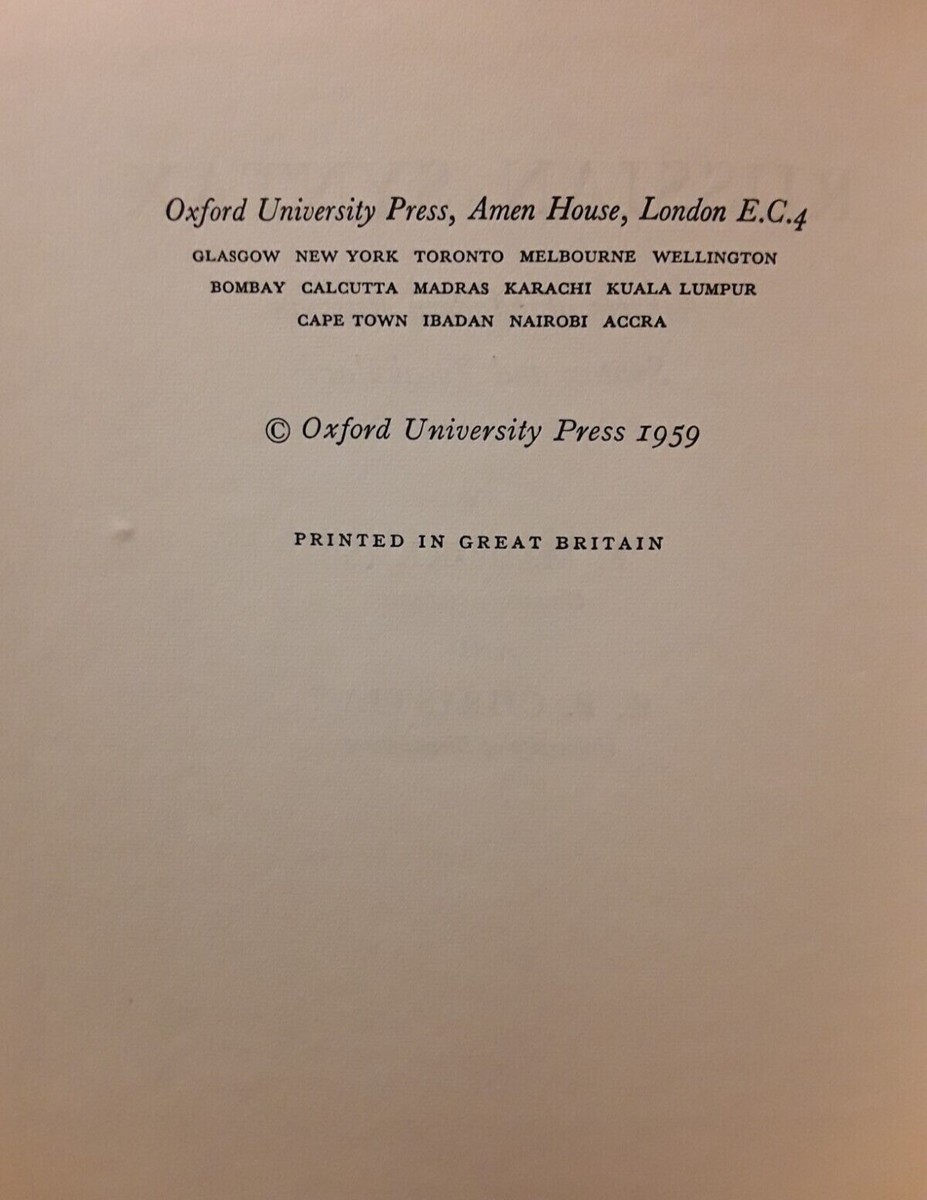 Oxford University Press, Amen House, London E.C.4
GLASGOW NEW YORK TORONTO MELBOURNE WELLINGTON
BOMBAY CALCUTTA MADRAS KARACHI KUALA LUMPUR
CAPE TOWN IBADAN NAIROBI ACCRA
© Oxford University Press 1959
PRINTED IN GREAT BRITAIN